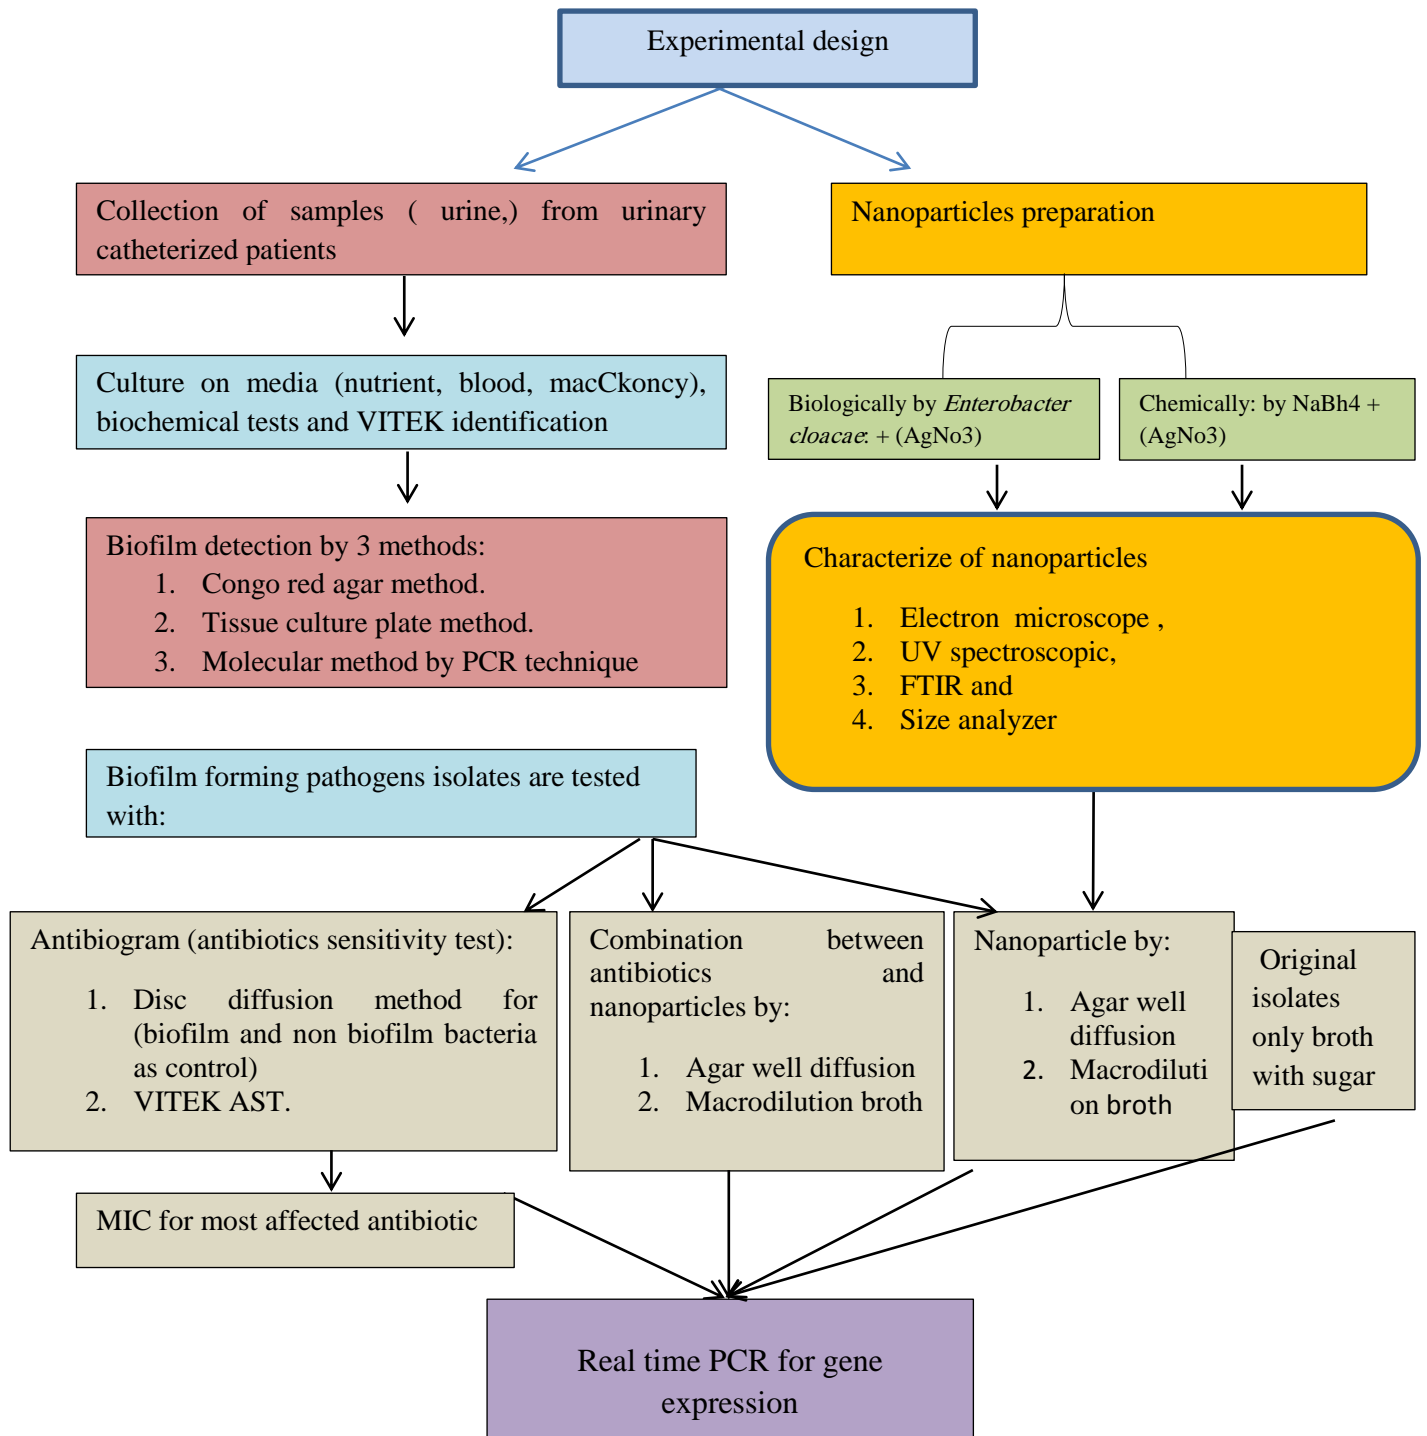 Experimental design
Collection of samples ( urine,) from urinary
catheterized patients
Nanoparticles preparation
Culture on media (nutrient, blood, macCkoncy),
biochemical tests and VITEK identification
Biologically by Enterobacter
cloacae: + (AgNo3)
Chemically: by NaBh4 +
(AgNo3)
Biofilm detection by 3 methods:
1. Congo red agar method.
2. Tissue culture plate method.
3. Molecular method by PCR technique
Characterize of nanoparticles
1. Electron microscope ,
2. UV spectroscopic,
3. FTIR and
4. Size analyzer
Biofilm forming pathogens isolates are tested
with:
Antibiogram (antibiotics sensitivity test):
1. Disc diffusion method for
(biofilm and non biofilm bacteria
as control)
2. VITEK AST.
Combination between
antibiotics and
nanoparticles by:
1. Agar well diffusion
2. Macrodilution broth
Nanoparticle by:
1. Agar well
diffusion
2. Macrodiluti
on broth
Original
isolates
only broth
with sugar
MIC for most affected antibiotic
Real time PCR for gene
expression